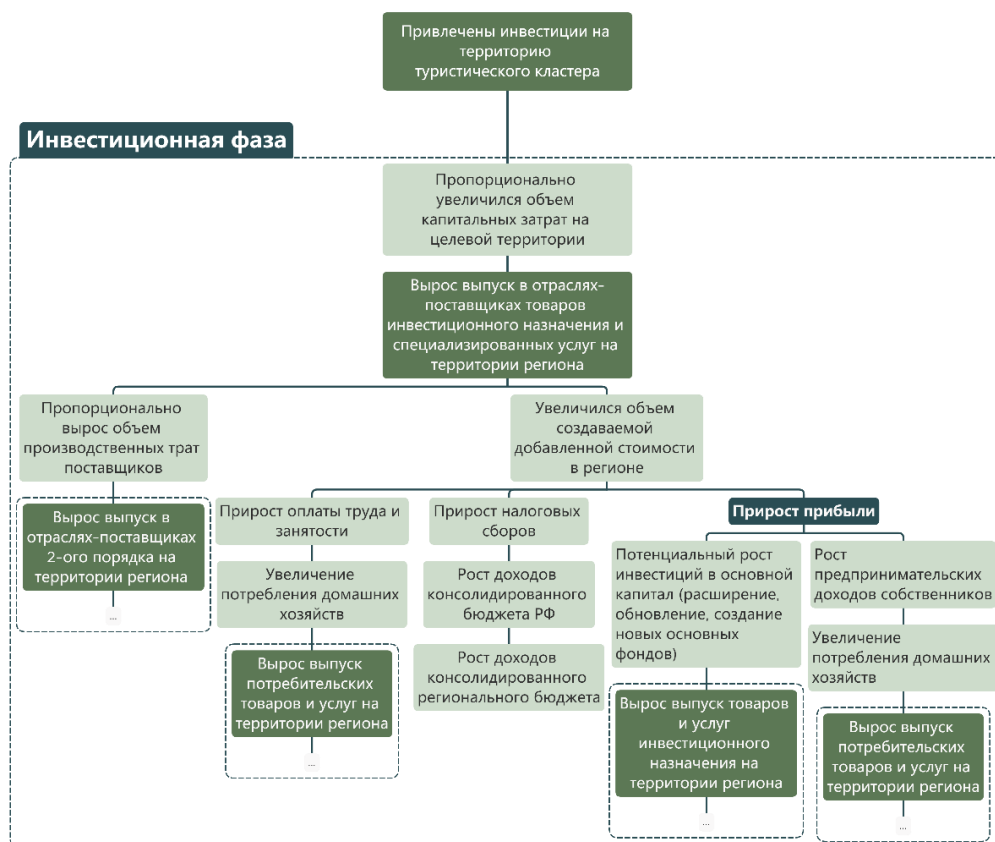 Привлечены инвестиции на
территорию
туристического кластера
Инвестиционная фаза
Пропорционально
увеличился объем
капитальных затрат на
целевой территории
Вырос выпуск в отраслях-
поставщиках товаров
инвестиционного назначения и
специализированных услуг на
территории региона
Пропорционально
вырос объем
производственных трат
поставщиков
Вырос выпуск в
отраслях-поставщиках
2-ого порядка на
территории региона
...
Увеличился объем
создаваемой
добавленной стоимости
в регионе
Прирост оплаты труда и
занятости
Увеличение
потребления домашних
хозяйств
Вырос выпуск
потребительских
товаров и услуг на
территории региона
...
Прирост налоговых
сборов
Рост доходов
консолидированного
бюджета РФ
Рост доходов
консолидированного
регионального бюджета
Прирост прибыли
Потенциальный рост
инвестиций в основной
капитал (расширение,
обновление, создание
новых основных
фондов)
Вырос выпуск товаров
и услуг
инвестиционного
назначения на
территории региона
...
Рост
предпринимательских
доходов собственников
Увеличение
потребления домашних
хозяйств
Вырос выпуск
потребительских
товаров и услуг на
территории региона
...